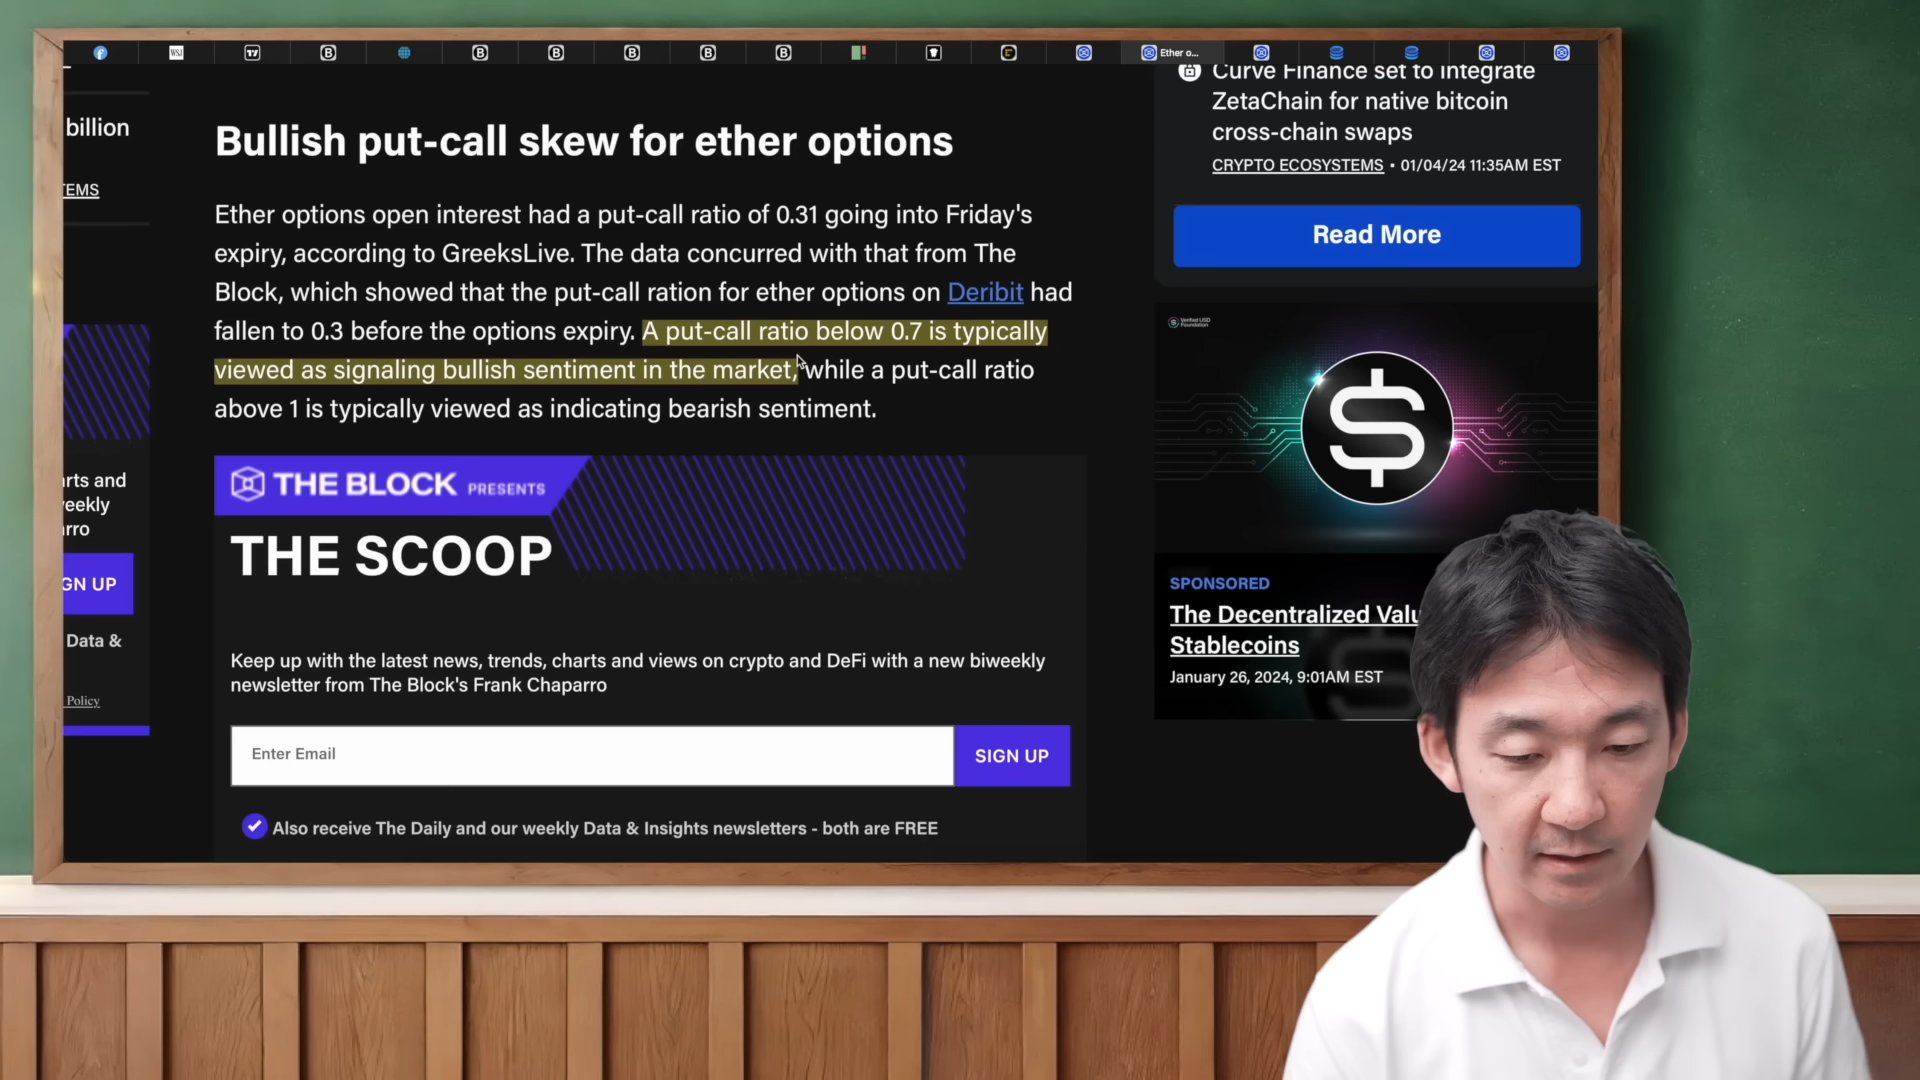 WSJ
Ether o...
billion
TEMS
Bullish put-call skew for ether options
Ether options open interest had a put-call ratio of 0.31 going into Friday's
expiry, according to GreeksLive. The data concurred with that from The
Block, which showed that the put-call ration for ether options on Deribit had
fallen to 0.3 before the options expiry. A put-call ratio below 0.7 is typically
viewed as signaling bullish sentiment in the market, while a put-call ratio
above 1 is typically viewed as indicating bearish sentiment.
Curve Finance set to integrate
ZetaChain for native bitcoin
cross-chain swaps
CRYPTO ECOSYSTEMS • 01/04/24 11:35AM EST
Read More
Verified USD
Foundation
THE BLOCK PRESENTS
THE SCOOP
Keep up with the latest news, trends, charts and views on crypto and DeFi with a new biweekly
newsletter from The Block's Frank Chaparro
Enter Email
SIGN UP
Also receive The Daily and our weekly Data & Insights newsletters - both are FREE
SPONSORED
The Decentralized Valu
Stablecoins
January 26, 2024, 9:01AM EST
arts and
weekly
arro
GN UP
Data &
Policy